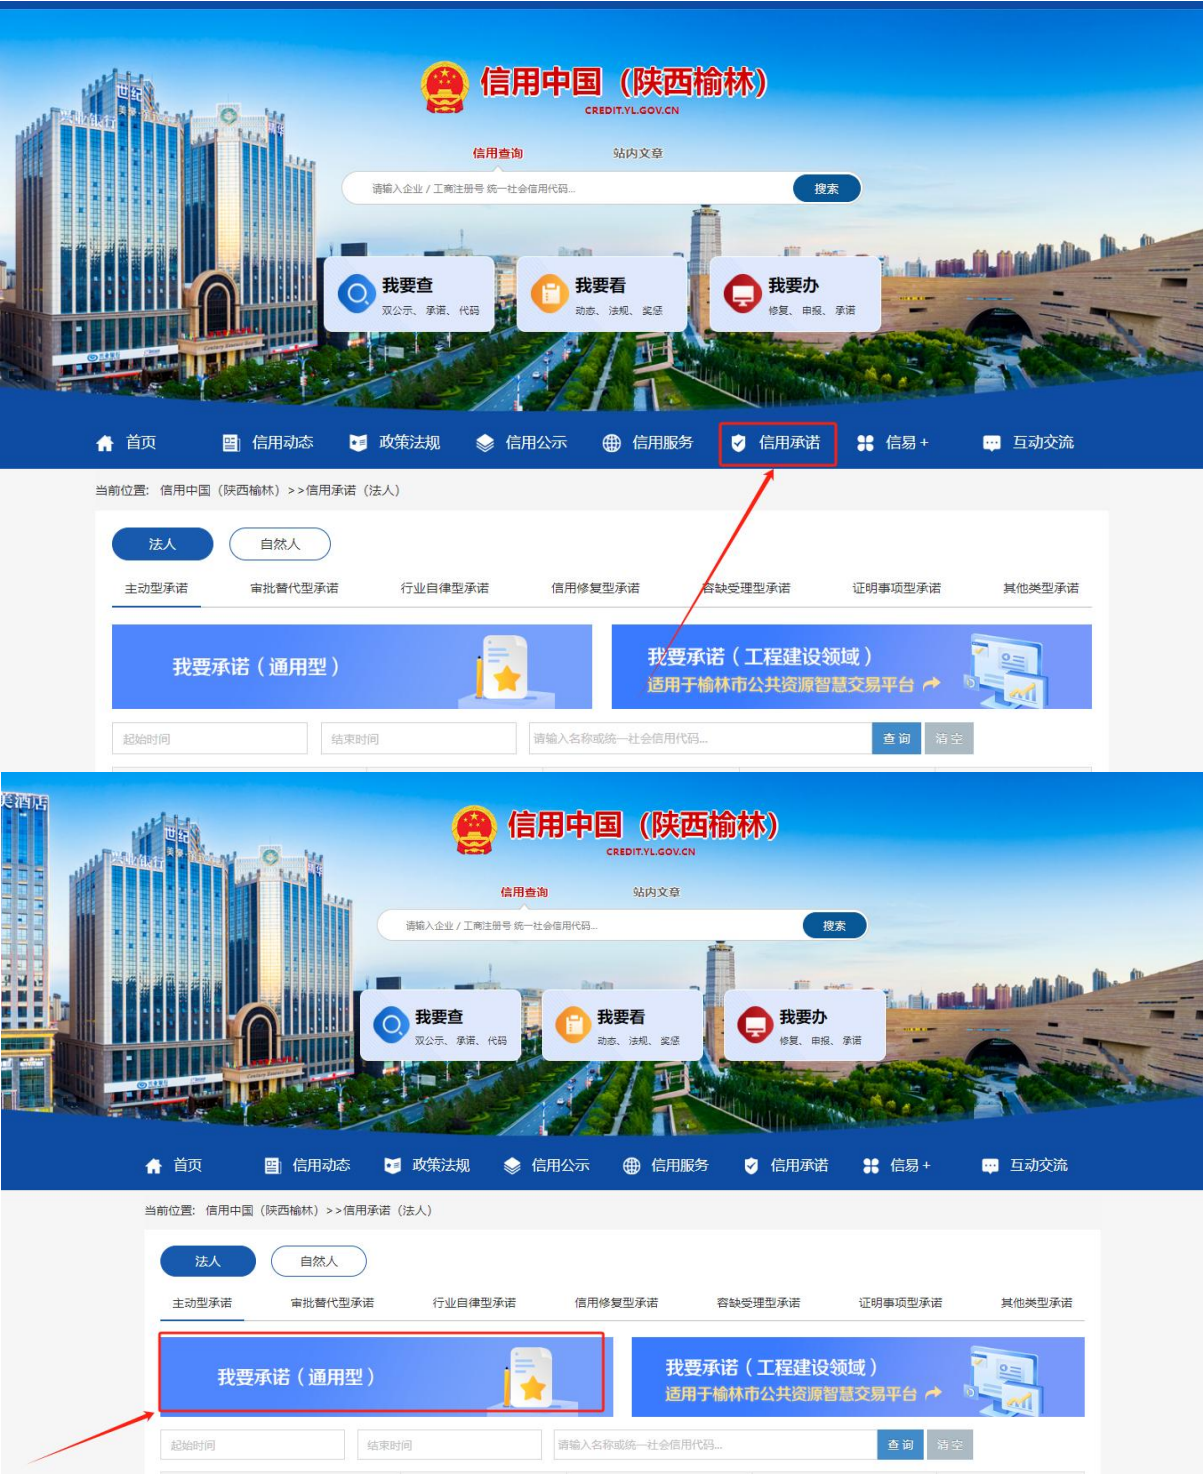 信用中国（陕西榆林）
CREDIT.YL.GOV.CN
信用查询 站内文章
请输入企业 / 工商注册号 统一社会信用代码... 搜索
我要查 我要看 我要办
双公示、 承诺、 代码 动态、 法规、 奖惩 修复、 申报、 承诺
首页 信用动态 政策法规 信用公示 信用服务 信用承诺 信易 + 互动交流
当前位置: 信用中国（陕西榆林）>>信用承诺（法人）
法人 自然人
主动型承诺 审批替代型承诺 行业自律型承诺 信用修复型承诺 容缺受理型承诺 证明事项型承诺 其他类型承诺
我要承诺（通用型） 我要承诺（工程建设领域）
适用于榆林市公共资源智慧交易平台
起始时间 结束时间 请输入名称或统一社会信用代码... 查 询 清 空
信用中国（陕西榆林）
CREDIT.YL.GOV.CN
信用查询 站内文章
请输入企业 / 工商注册号 统一社会信用代码... 搜索
我要查 我要看 我要办
双公示、 承诺、 代码 动态、 法规、 奖惩 修复、 申报、 承诺
首页 信用动态 政策法规 信用公示 信用服务 信用承诺 信易 + 互动交流
当前位置: 信用中国（陕西榆林）>>信用承诺（法人）
法人 自然人
主动型承诺 审批替代型承诺 行业自律型承诺 信用修复型承诺 容缺受理型承诺 证明事项型承诺 其他类型承诺
我要承诺（通用型） 我要承诺（工程建设领域）
适用于榆林市公共资源智慧交易平台
起始时间 结束时间 请输入名称或统一社会信用代码... 查 询 清 空